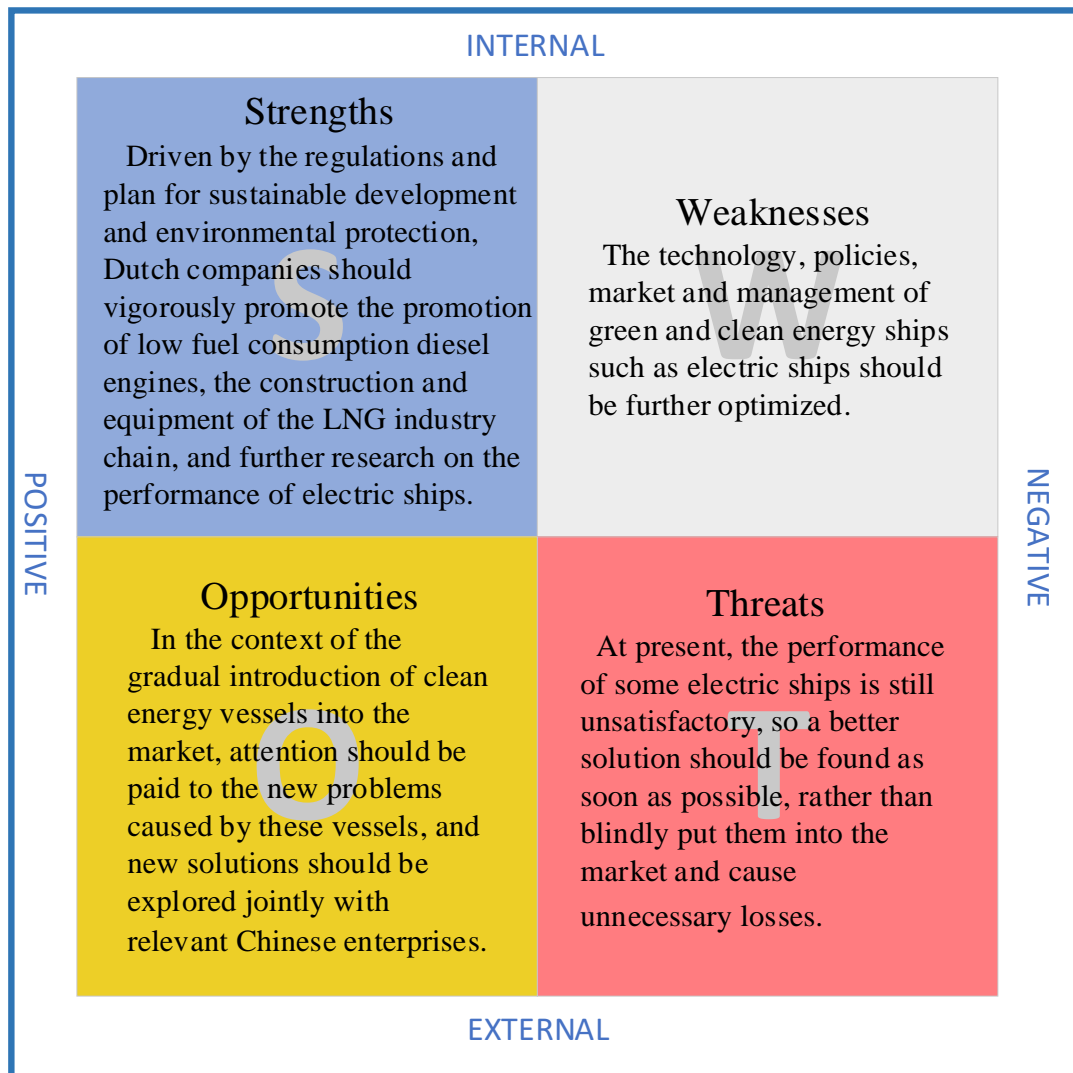 INTERNAL
Strengths
Driven by the regulations and
plan for sustainable development
and environmental protection,
Dutch companies should
vigorously promote the promotion
of low fuel consumption diesel
engines, the construction and
equipment of the LNG industry
chain, and further research on the
performance of electric ships.
S
Weaknesses
The technology, policies,
market and management of
green and clean energy ships
such as electric ships should
be further optimized.
W
POSITIVE
NEGATIVE
Opportunities
In the context of the
gradual introduction of clean
energy vessels into the
market, attention should be
paid to the new problems
caused by these vessels, and
new solutions should be
explored jointly with
relevant Chinese enterprises.
O
Threats
At present, the performance
of some electric ships is still
unsatisfactory, so a better
solution should be found as
soon as possible, rather than
blindly put them into the
market and cause
unnecessary losses.
T
EXTERNAL